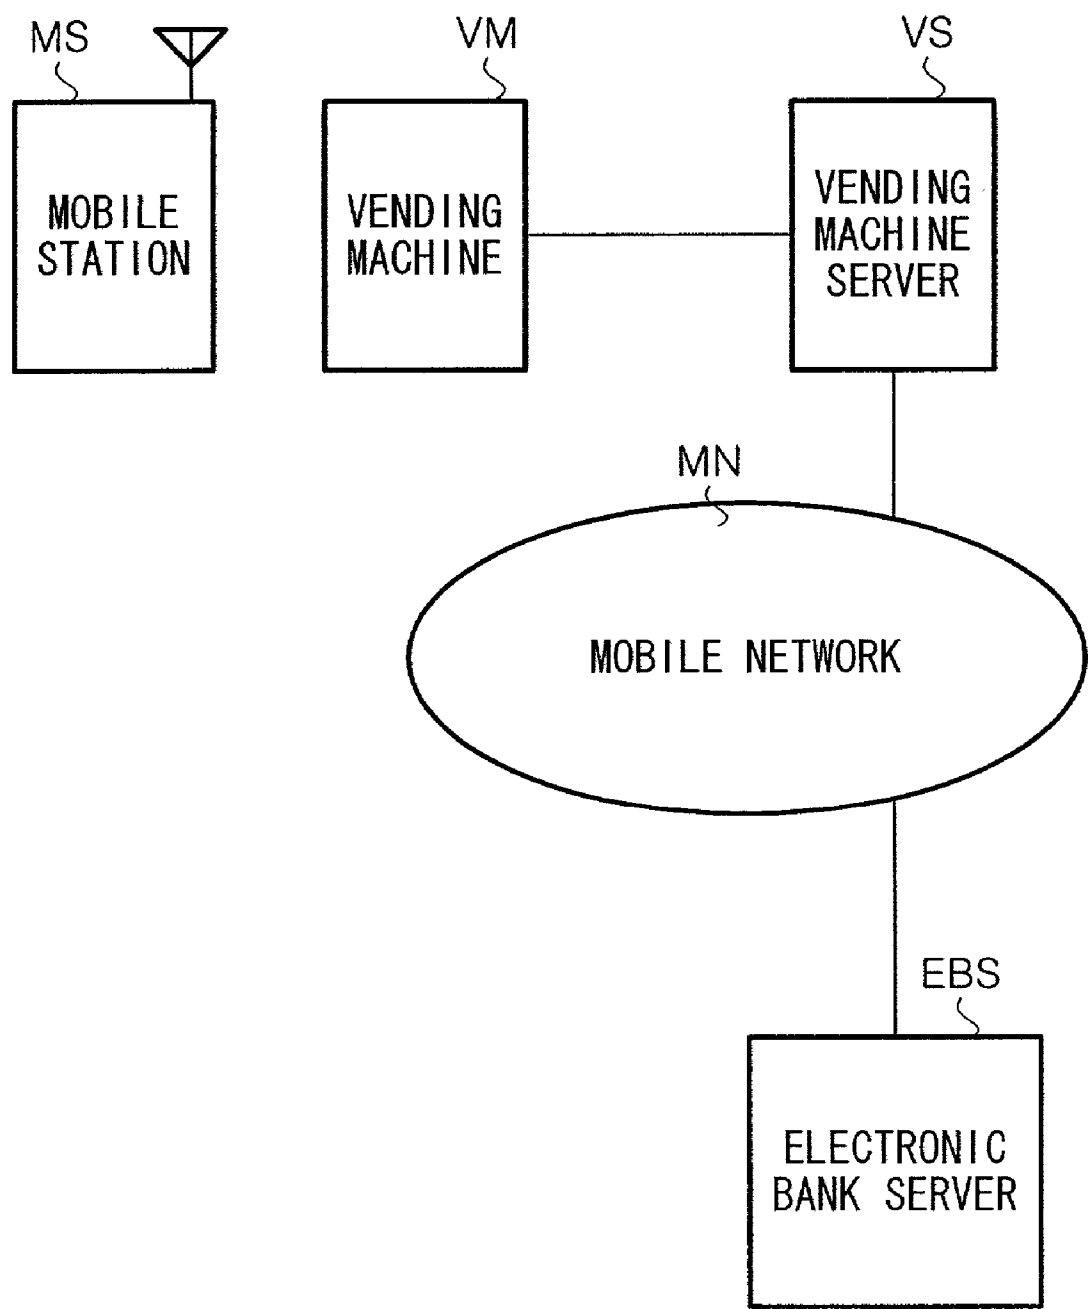 MS
VM
VS
MOBILE
STATION
VENDING
MACHINE
VENDING
MACHINE
SERVER
MN
MOBILE NETWORK
EBS
ELECTRONIC
BANK SERVER